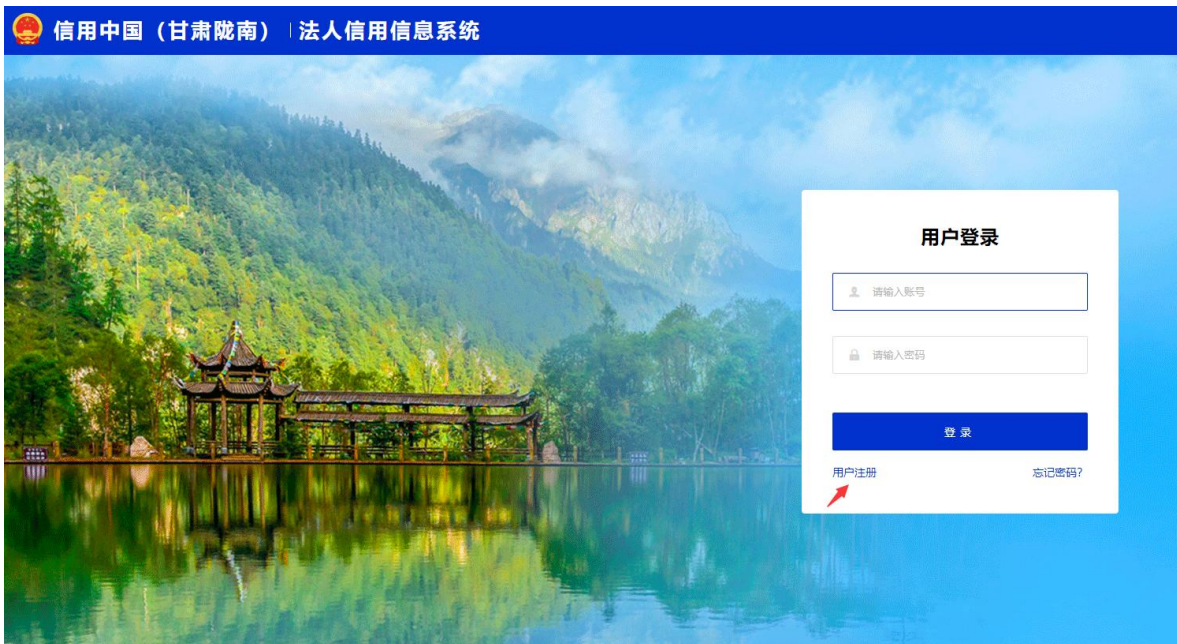 信用中国（甘肃陇南）|法人信用信息系统
用户登录
请输入账号
请输入密码
登 录
用户注册
忘记密码?